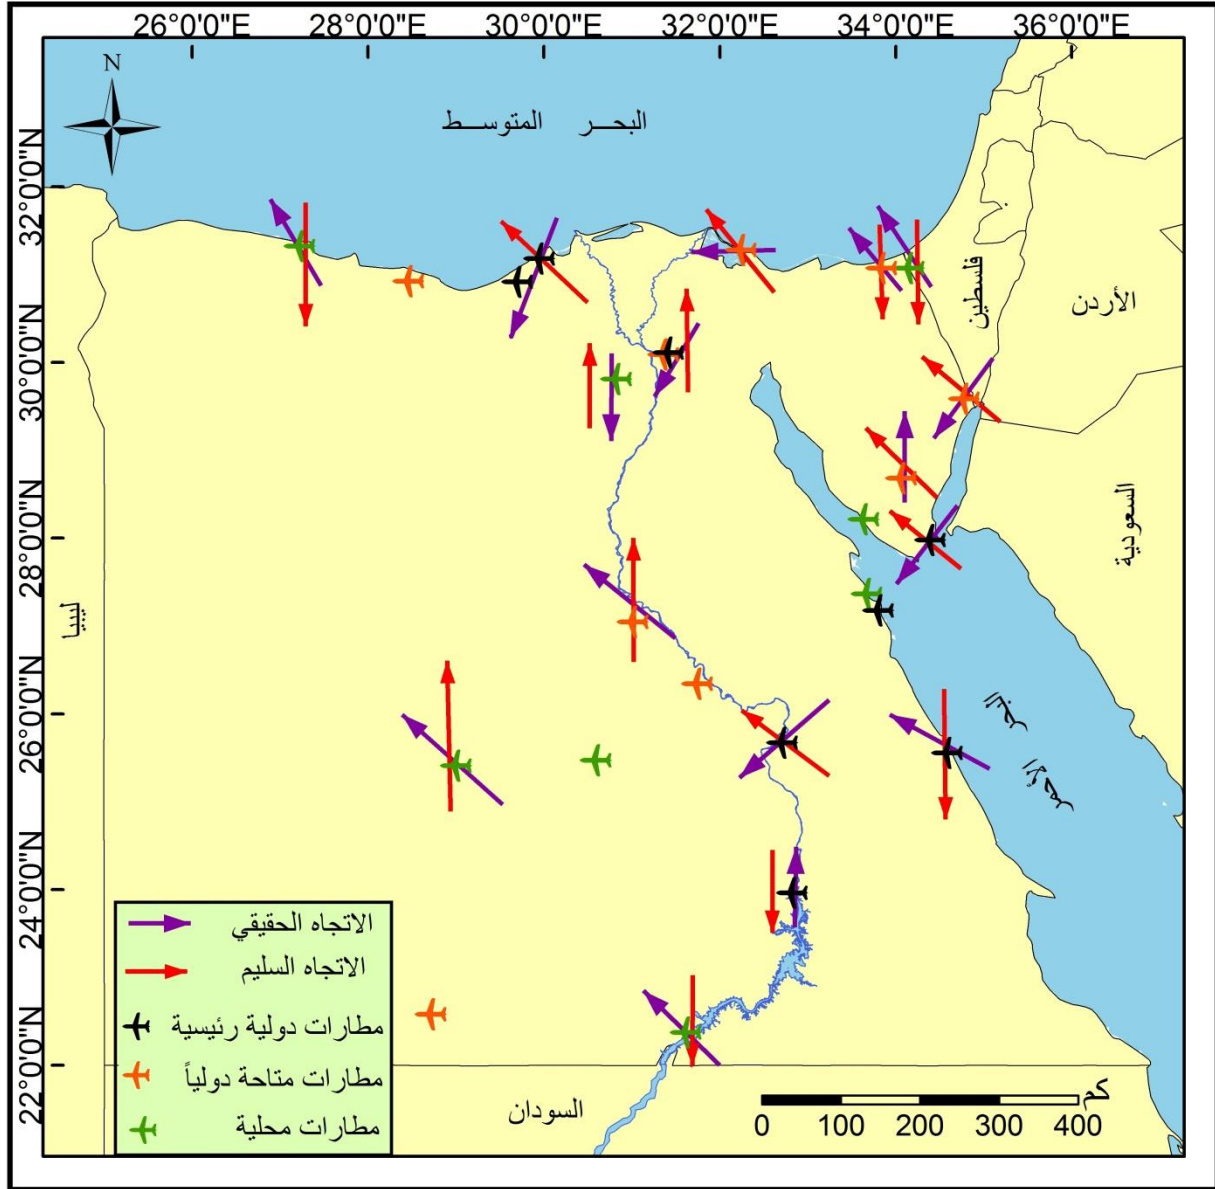 26°0'0"E 28°0'0"E 30°0'0"E 32°0'0"E 34°0'0"E 36°0'0"E
N
البحر المتوسط
32°0'0"N
30°0'0"N
28°0'0"N
26°0'0"N
24°0'0"N
22°0'0"N
فلسطين
الأردن
السعودية
ليبيا
البحر
الأحمر
السودان
الاتجاه الحقيقي
الاتجاه السليم
مطارات دولية رئيسية
مطارات متاحة دولياً
مطارات محلية
كم
0 100 200 300 400